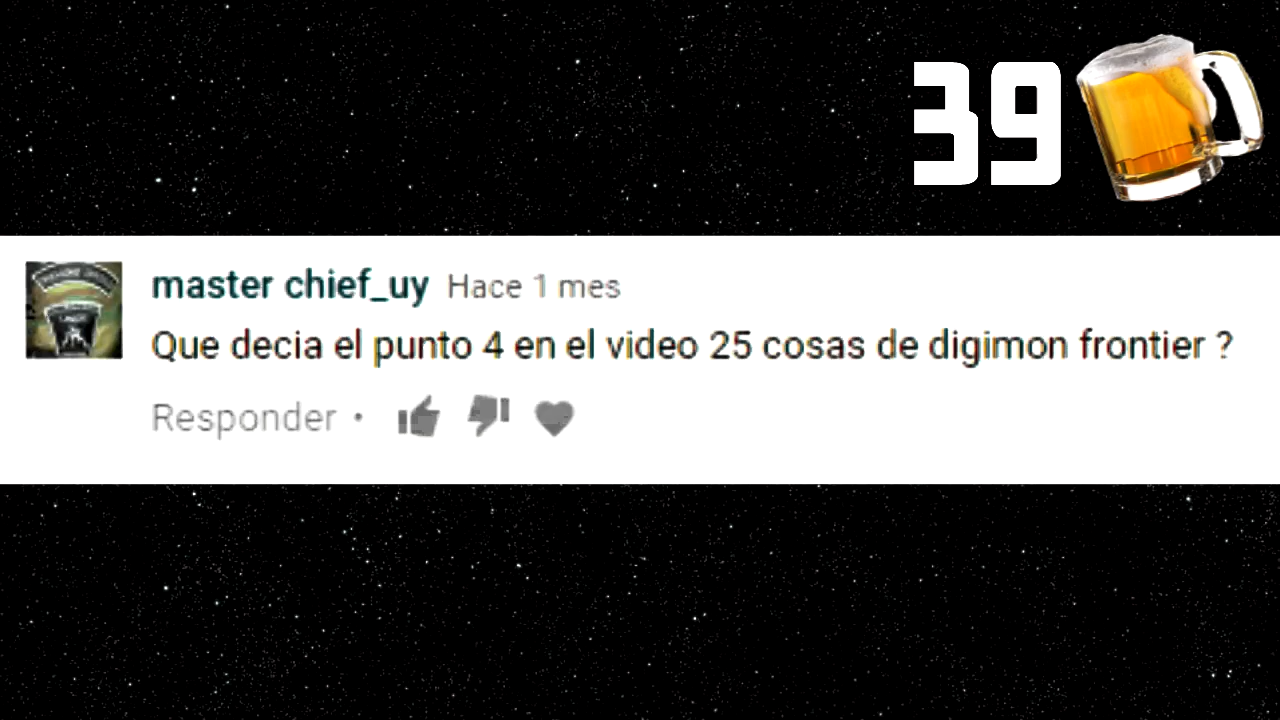 39
master chief_uy Hace 1 mes
Que decia el punto 4 en el video 25 cosas de digimon frontier ?
Responder •